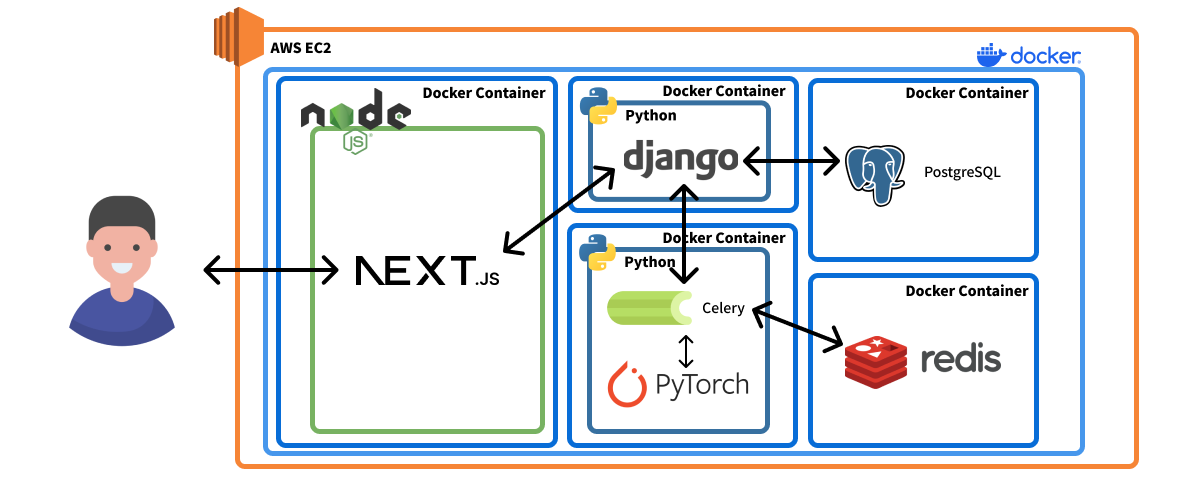 AWS EC2
docker
Docker Container
node
JS
NEXT.JS
Docker Container
Python
django
Docker Container
PostgreSQL
Docker Container
Python
Celery
PyTorch
Docker Container
redis